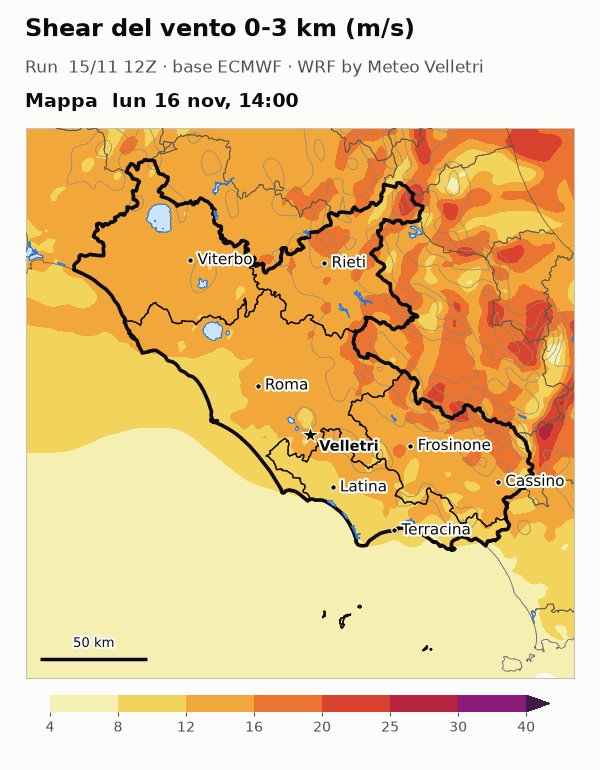 Shear del vento 0-3 km (m/s)
Run  15/11 12Z · base ECMWF · WRF by Meteo Velletri
Mappa  lun 16 nov, 14:00
Viterbo
Rieti
Roma
Velletri
Frosinone
Latina
Cassino
Terracina
50 km
4 8 12 16 20 25 30 40